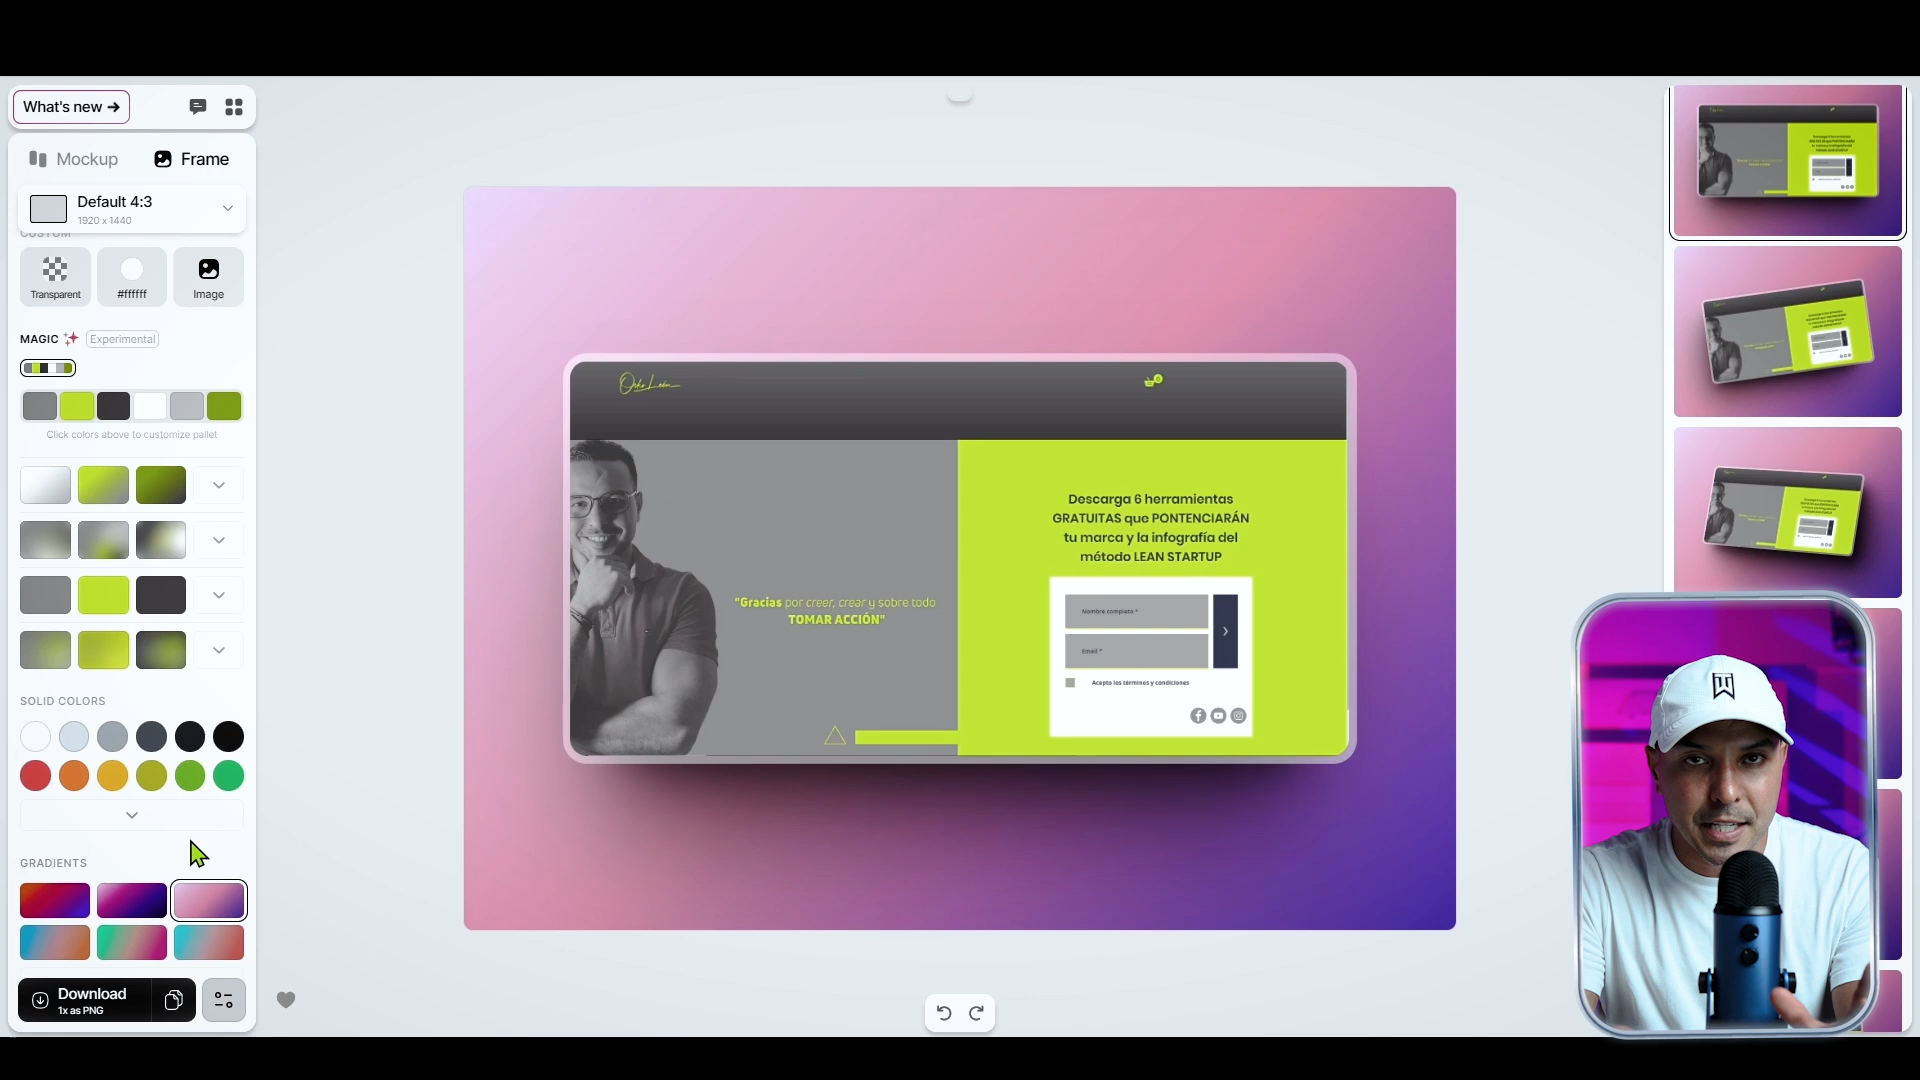 What's new →
Mockup
Frame
Default 4:3
1920 x 1440
CUSTOM
Transparent
#ffffff
Image
MAGIC
Experimental
Click colors above to customize pallet
SOLID COLORS
GRADIENTS
Download
1x as PNG
0
Descarga 6 herramientas
GRATUITAS que PONTENCIARÁN
tu marca y la infografía del
método LEAN STARTUP
"Gracias por creer, crear y sobre todo
TOMAR ACCIÓN"
Nombre completo *
Email *
Acepto los términos y condiciones